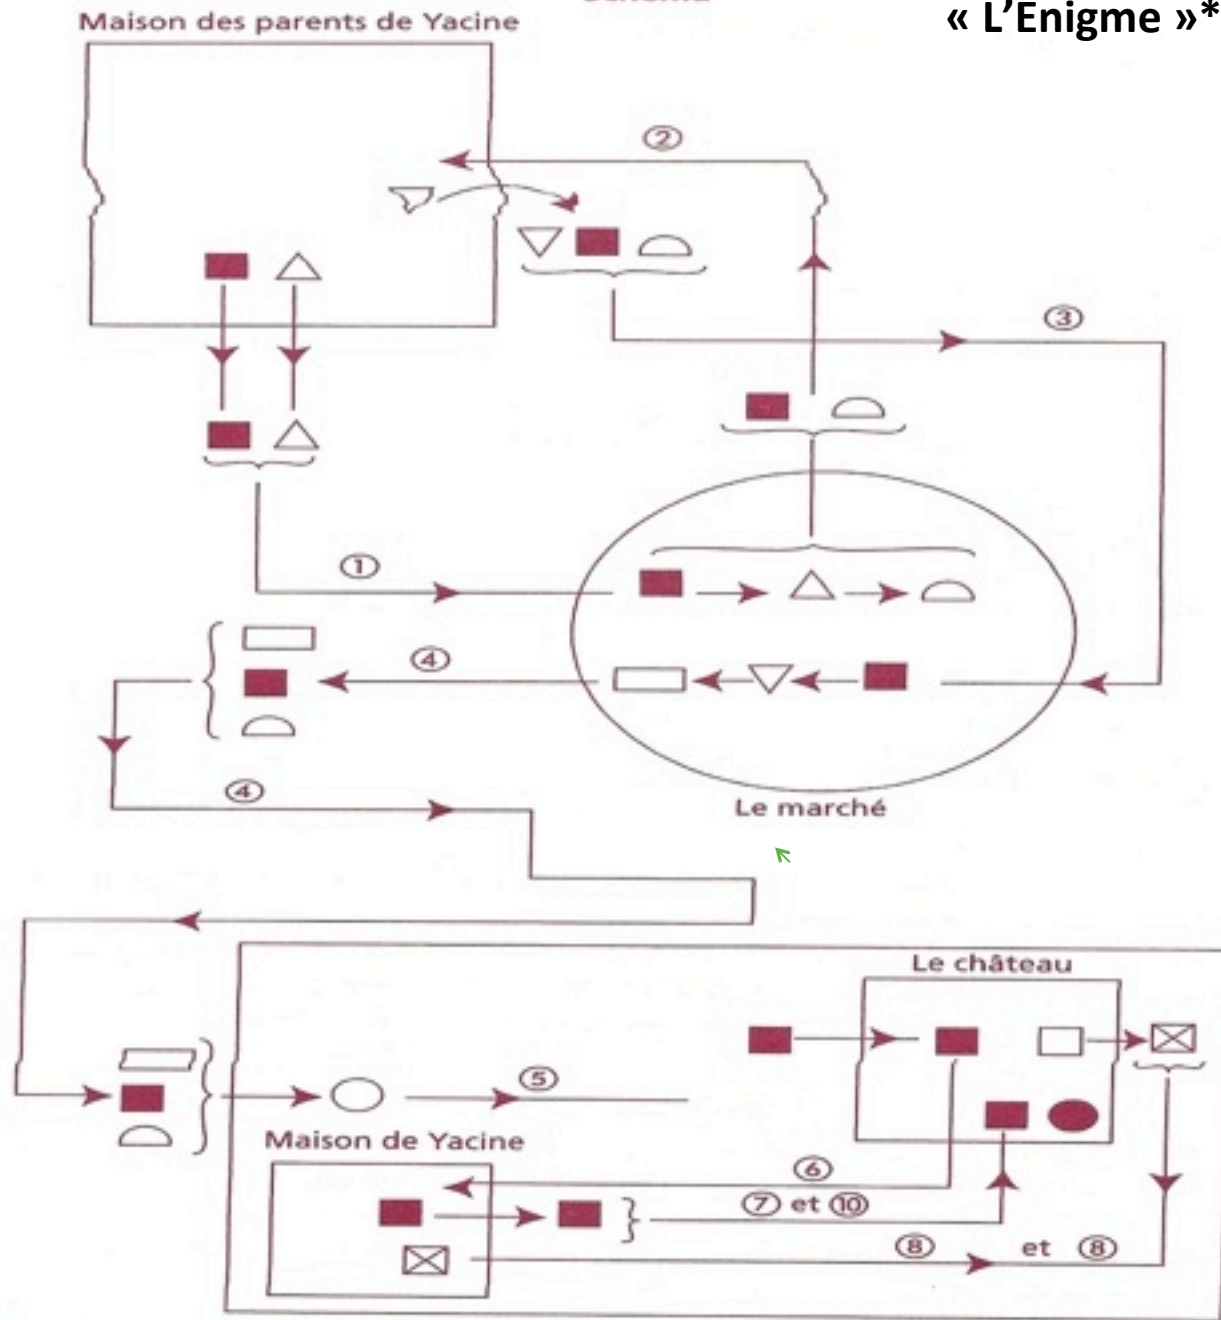 « L'Enigme »*
Maison des parents de Yacine
②
③
①
④
Le marché
④
Le château
⑤
Maison de Yacine
⑥
⑦ et ⑩
⑧ et ⑧